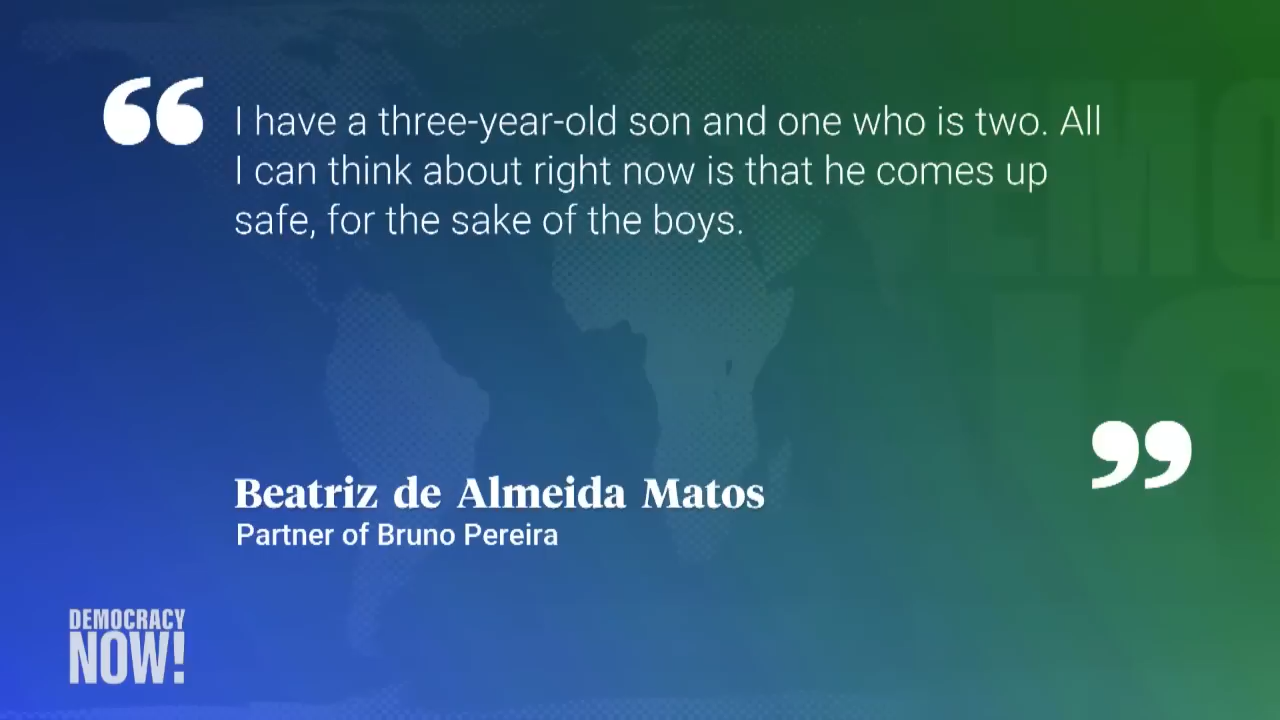 “
I have a three-year-old son and one who is two. All
I can think about right now is that he comes up
safe, for the sake of the boys.
”
Beatriz de Almeida Matos
Partner of Bruno Pereira
DEMOCRACY
NOW!